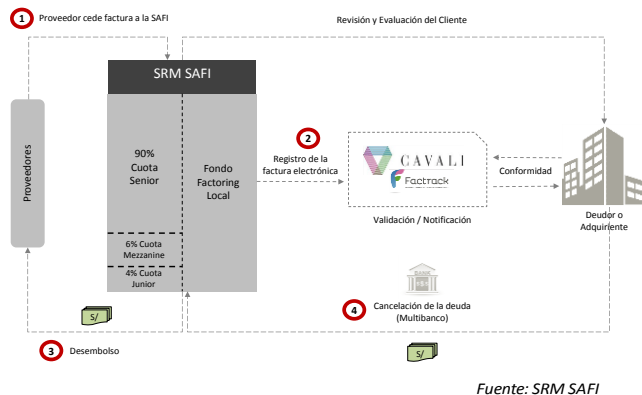 1
Proveedor cede factura a la SAFI
Revisión y Evaluación del Cliente
SRM SAFI
Proveedores
90%
Cuota
Senior
Fondo
Factoring
Local
6% Cuota
Mezzanine
4% Cuota
Junior
2
Registro de la
factura electrónica
CAVALI
Factrack
Validación / Notificación
Conformidad
Deudor o
Adquiriente
BANK
4
Cancelación de la deuda
(Multibanco)
S/
S/
3
Desembolso
Fuente: SRM SAFI